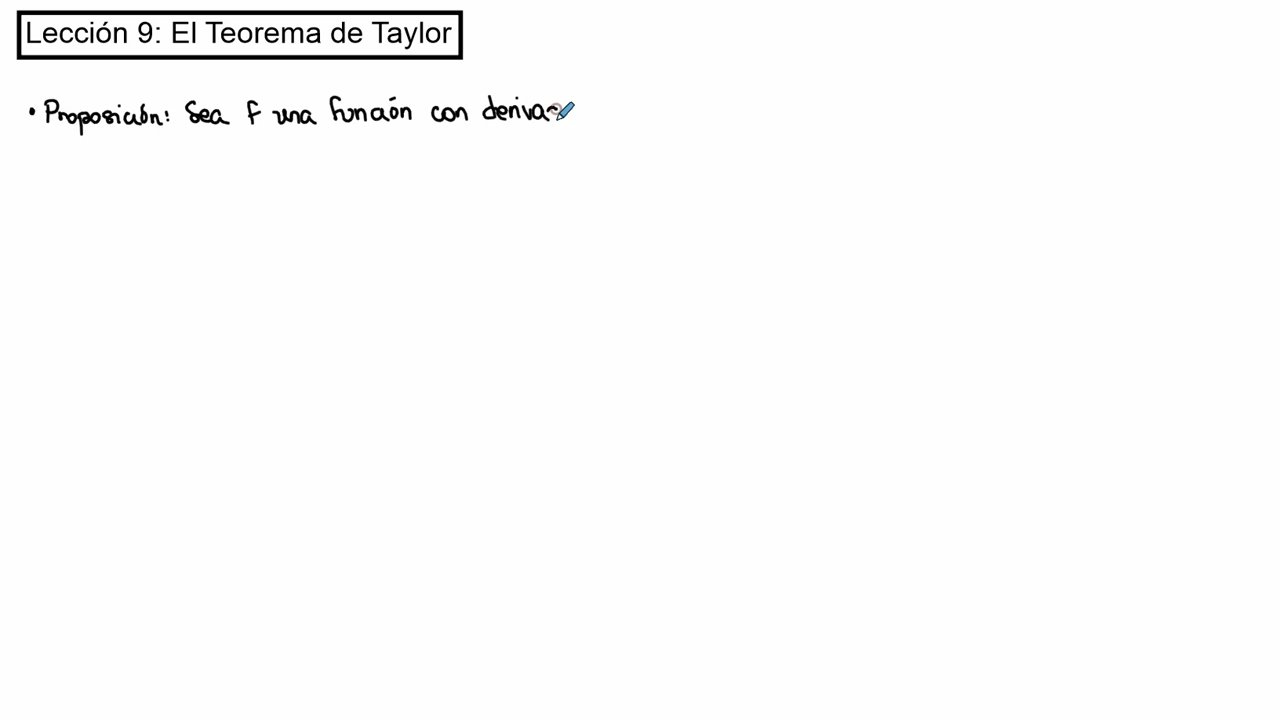 Lección 9: El Teorema de Taylor
• Proposición: Sea f una función con deriva